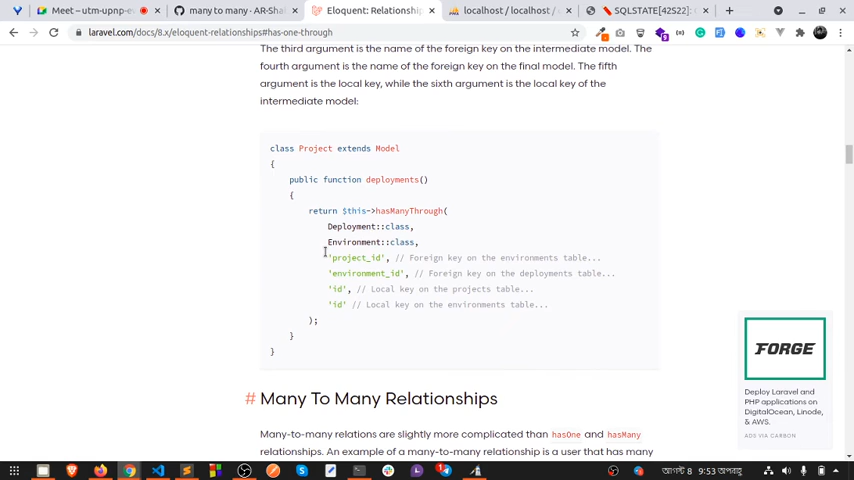 Meet – utm-upnp-ev
many to many · AR-Shai
Eloquent: Relationship
localhost / localhost / v
SQLSTATE[42S22]:
laravel.com/docs/8.x/eloquent-relationships#has-one-through
The third argument is the name of the foreign key on the intermediate model. The
fourth argument is the name of the foreign key on the final model. The fifth
argument is the local key, while the sixth argument is the local key of the
intermediate model:
class Project extends Model
{
public function deployments()
{
return $this->hasManyThrough(
Deployment::class,
Environment::class,
'project_id', // Foreign key on the environments table...
'environment_id', // Foreign key on the deployments table...
'id', // Local key on the projects table...
'id' // Local key on the environments table...
);
}
}
FORGE
Deploy Laravel and
PHP applications on
DigitalOcean, Linode,
& AWS.
ADS VIA CARBON
# Many To Many Relationships
Many-to-many relations are slightly more complicated than hasOne and hasMany
relationships. An example of a many-to-many relationship is a user that has many
আগস্ট 8 9:53 অপরাহ্ন